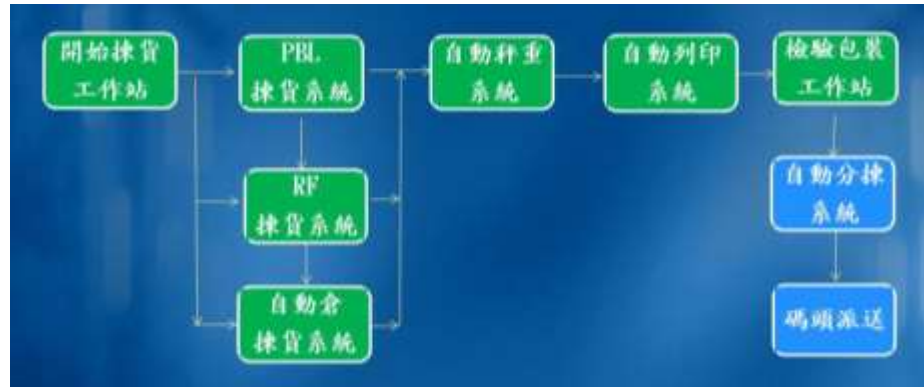 開始揀貨
工作站
PBL
揀貨系統
自動秤重
系統
自動列印
系統
檢驗包裝
工作站
RF
揀貨系統
自動分揀
系統
自動倉
揀貨系統
碼頭派送